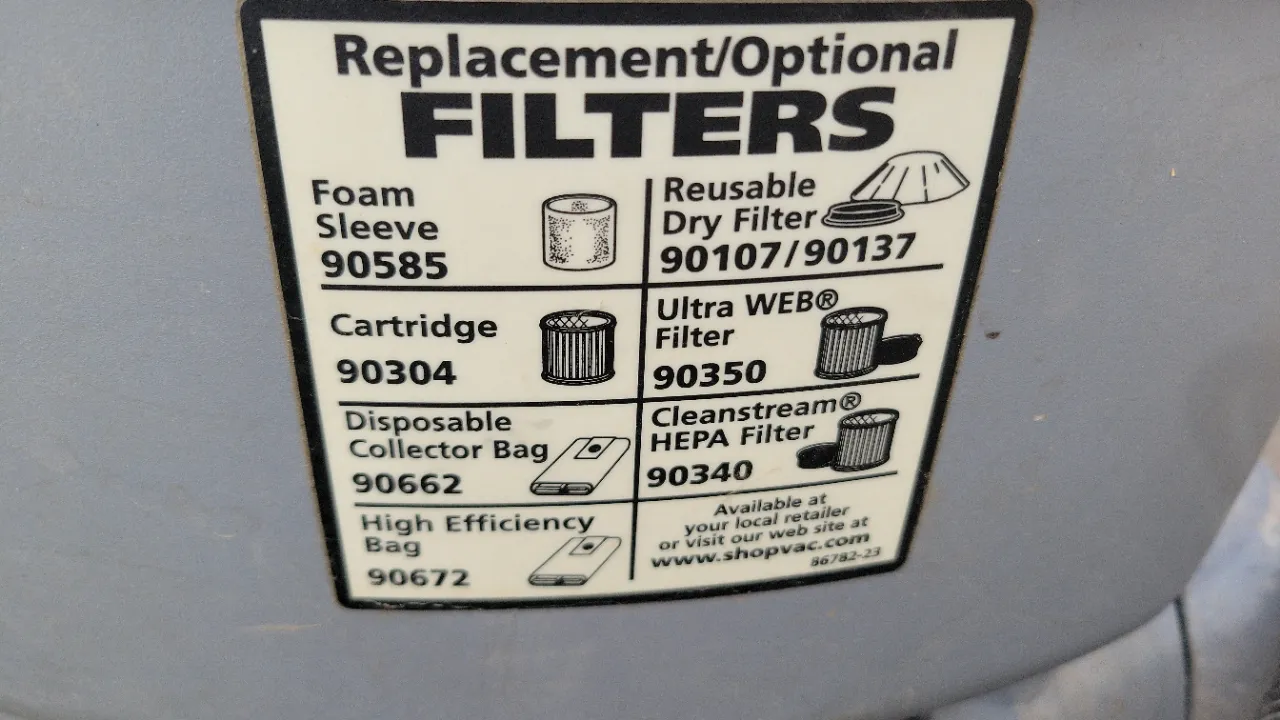 Replacement/Optional
FILTERS
Foam
Sleeve
90585
Cartridge
90304
Disposable
Collector Bag
90662
High Efficiency
Bag
90672
Reusable
Dry Filter
90107/90137
Ultra WEB®
Filter
90350
Cleanstream®
HEPA Filter
90340
Available at
your local retailer
or visit our web site at
www.shopvac.com
86782-23